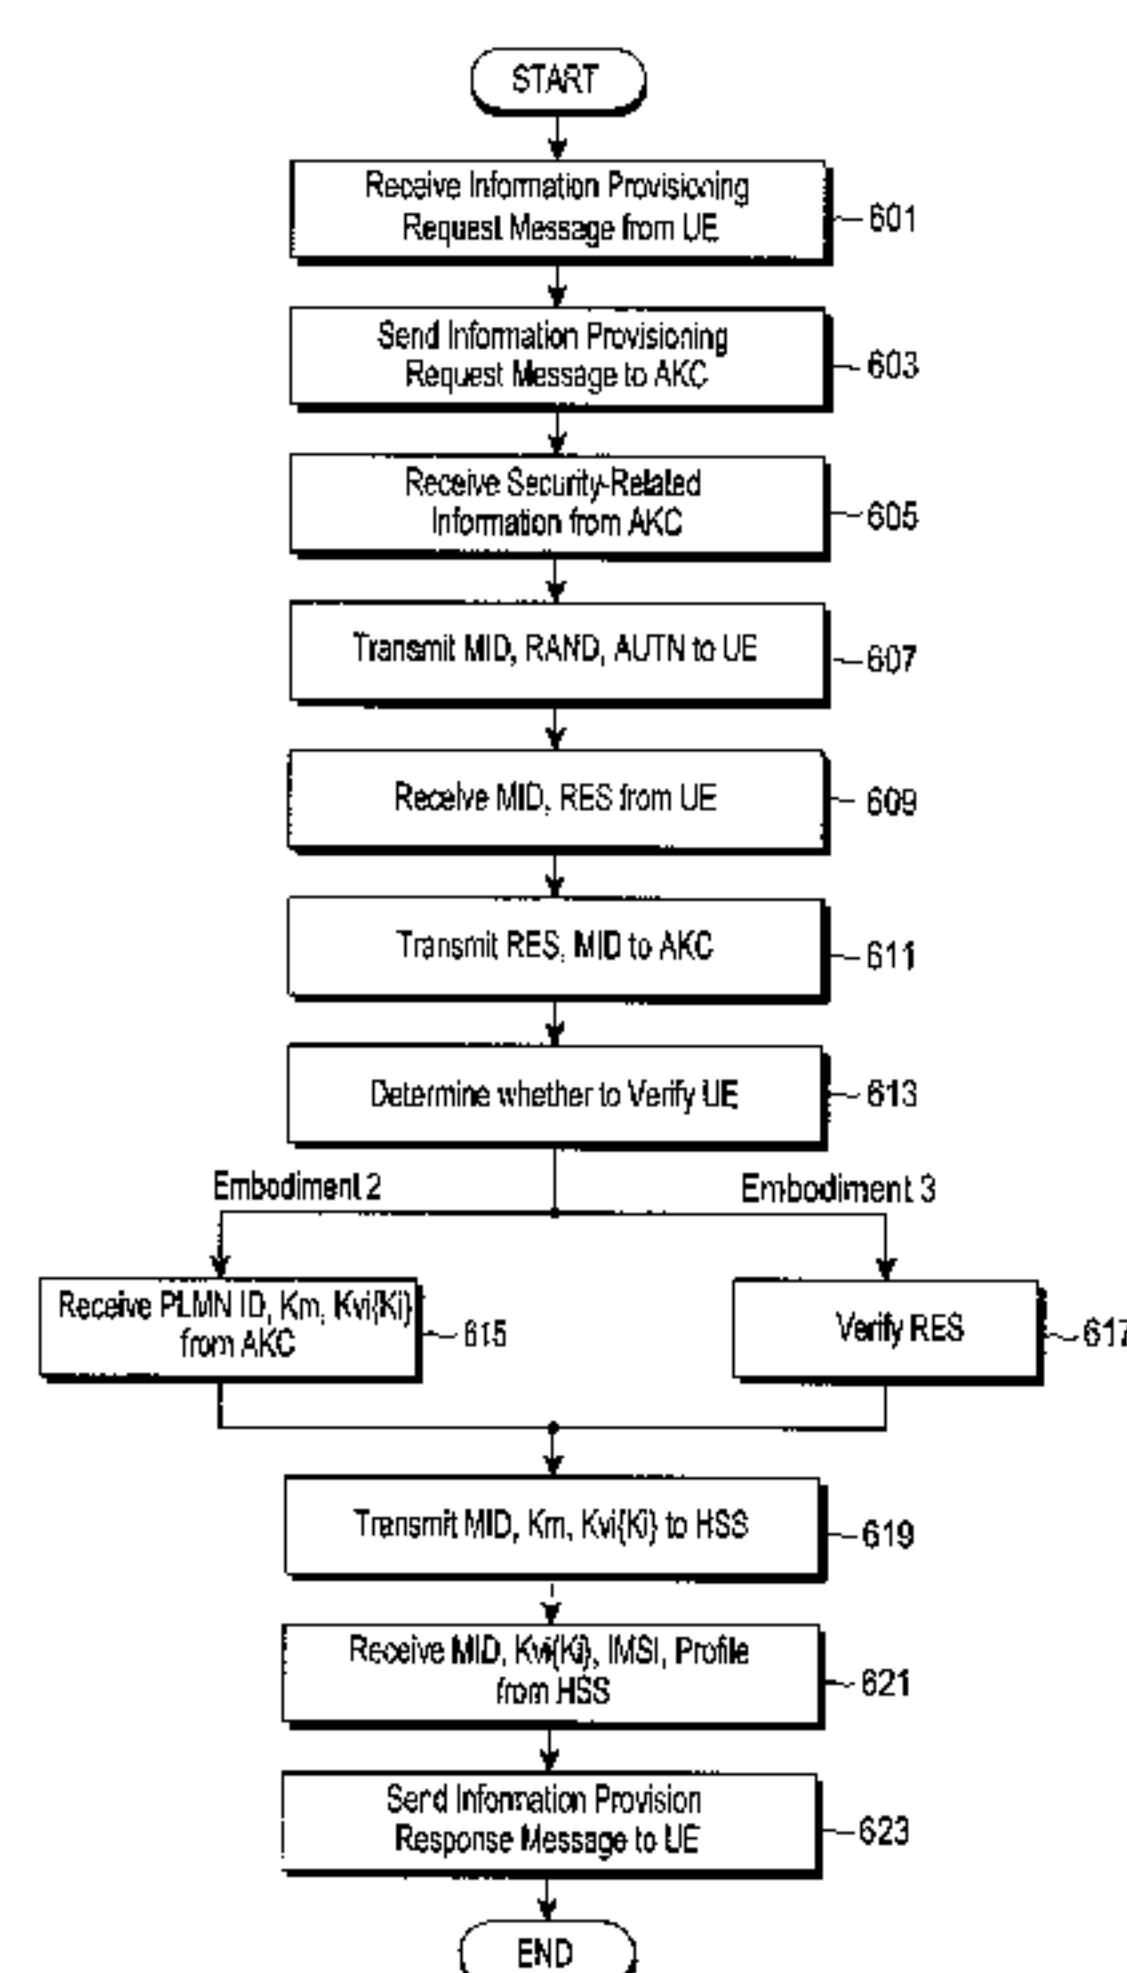 START
Receive Information Provisioning
Request Message from UE
601
Send Information Provisioning
Request Message to AKC
603
Receive Security-Related
Information from AKC
605
Transmit MID, RAND, AUTN to UE
607
Receive MID, RES from UE
609
Transmit RES, MID to AKC
611
Determine whether to Verify UE
613
Embodiment 2
Embodiment 3
Receive PLMN ID, Km, Kvi{Ki}
from AKC
615
Verify RES
617
Transmit MID, Km, Kvi{Ki} to HSS
619
Receive MID, Kvi{Ki}, IMSI, Profile
from HSS
621
Send Information Provision
Response Message to UE
623
END